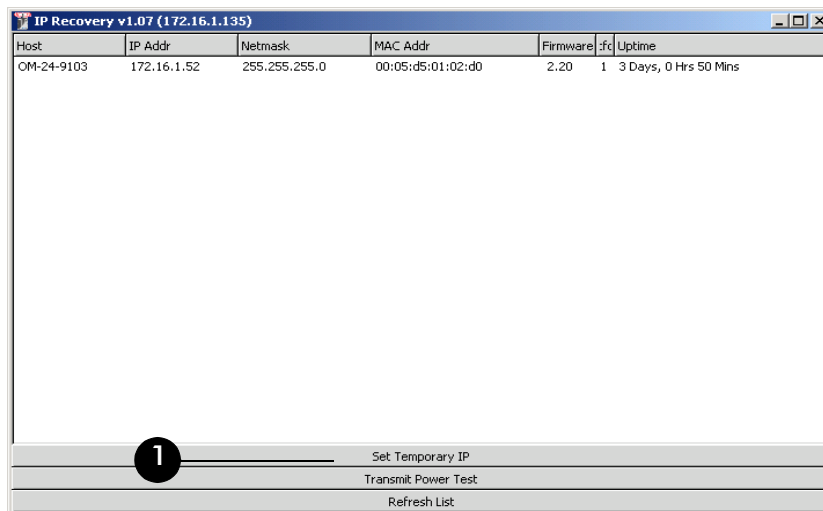 IP Recovery v1.07 (172.16.1.135)
Host IP Addr Netmask MAC Addr Firmware :fc Uptime
OM-24-9103 172.16.1.52 255.255.255.0 00:05:d5:01:02:d0 2.20 1 3 Days, 0 Hrs 50 Mins
1
Set Temporary IP
Transmit Power Test
Refresh List